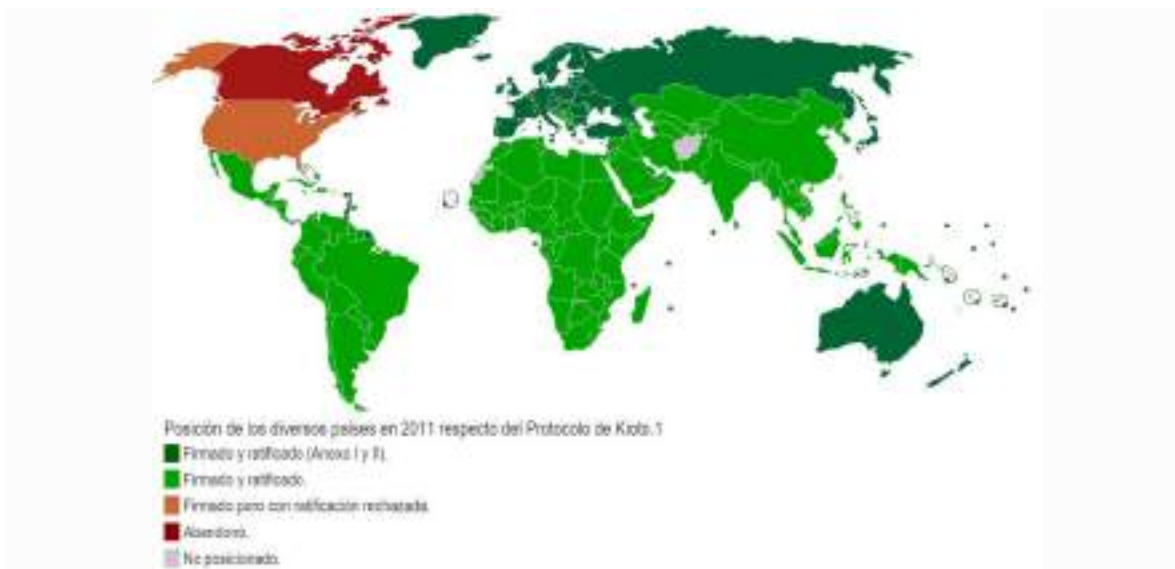 Posición de los diversos países en 2011 respecto del Protocolo de Kioto.1
Firmado y ratificado (Anexo I y II).
Firmado y ratificado.
Firmado pero con ratificación rechazada.
Abandonó.
No posicionado.